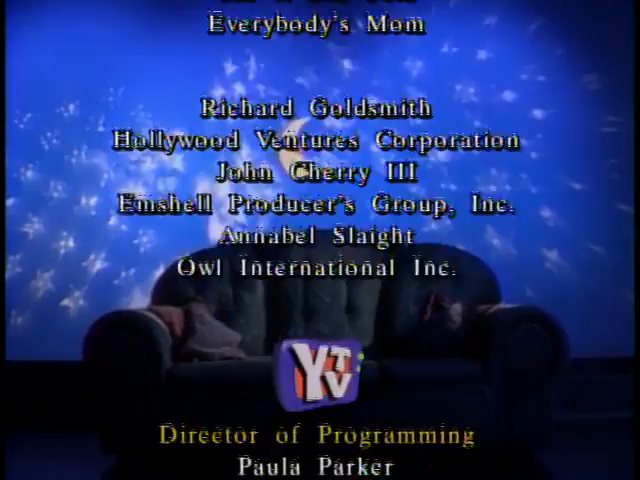 Everybody's Mom
Richard Goldsmith
Hollywood Ventures Corporation
John Cherry III
Emshell Producer's Group, Inc.
Annabel Slaight
Owl International Inc.
YTV
Director of Programming
Paula Parker